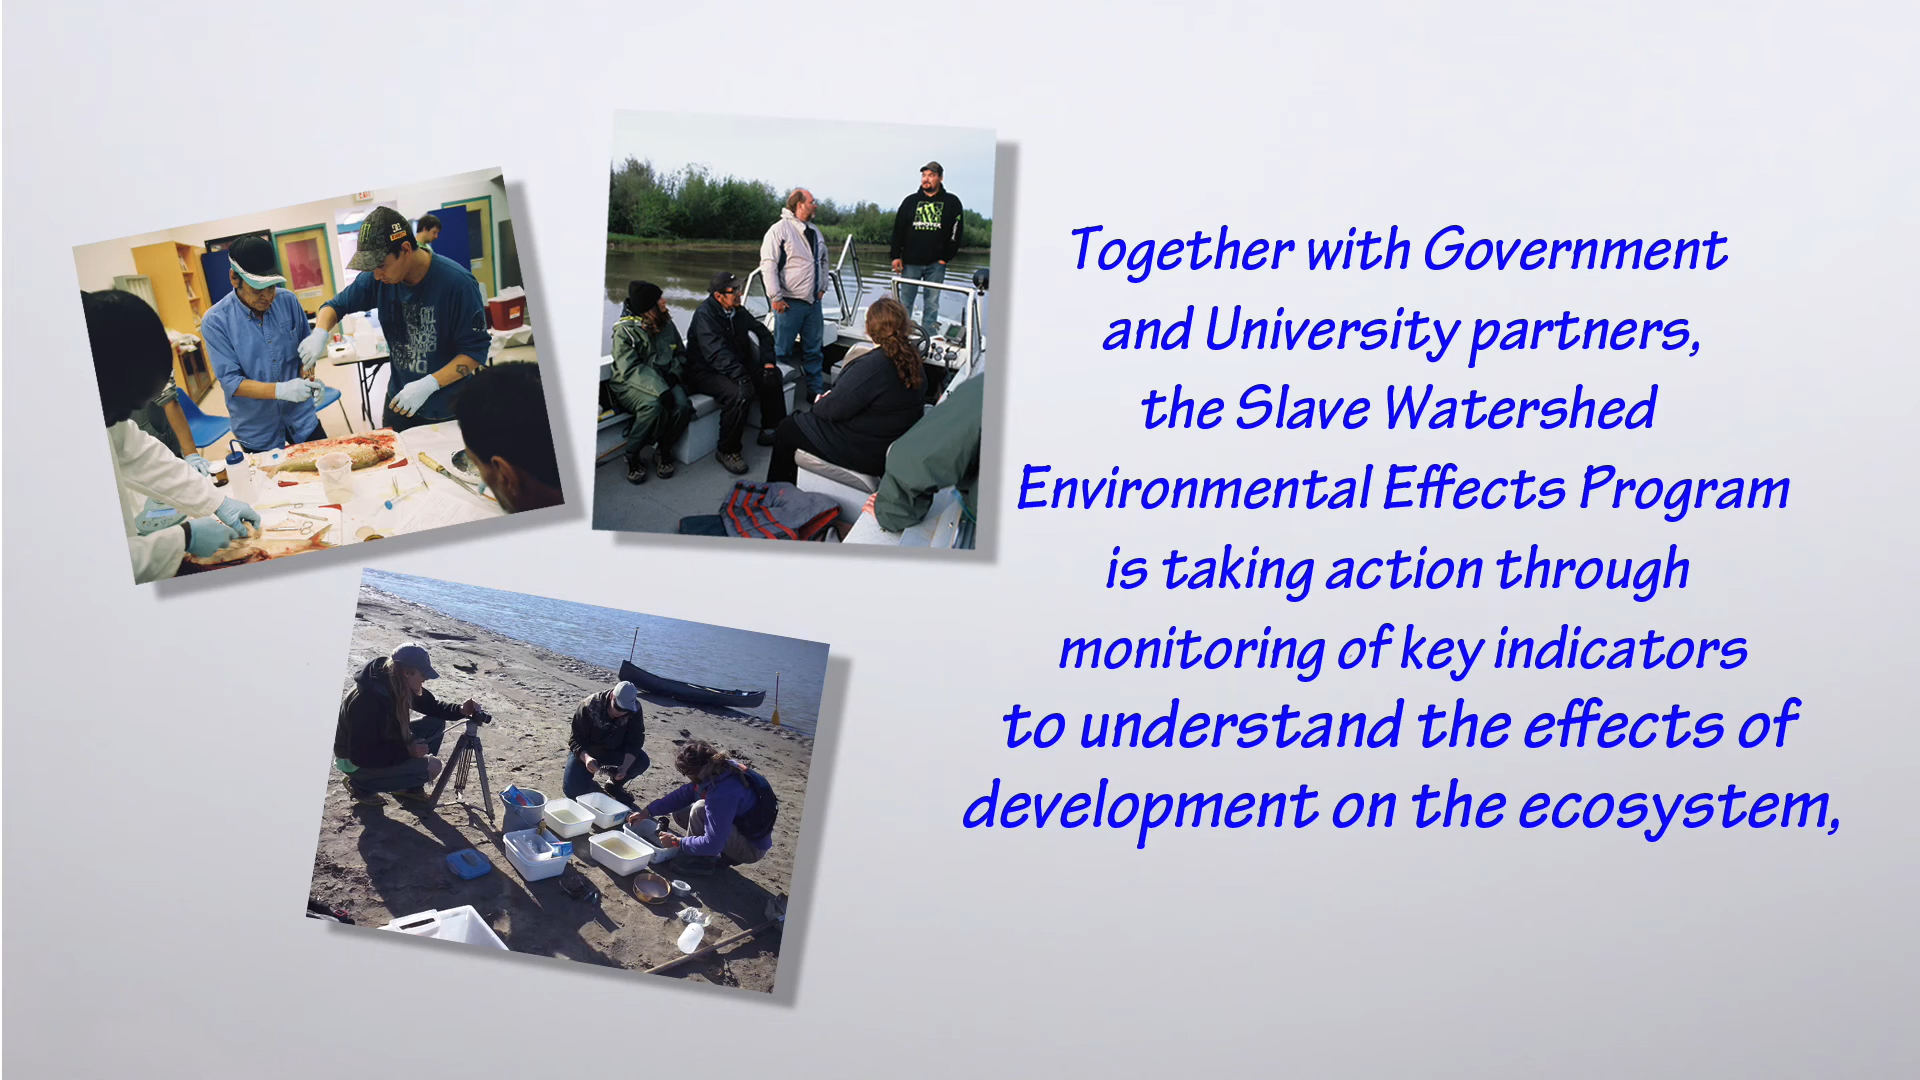 Together with Government
and University partners,
the Slave Watershed
Environmental Effects Program
is taking action through
monitoring of key indicators
to understand the effects of
development on the ecosystem,